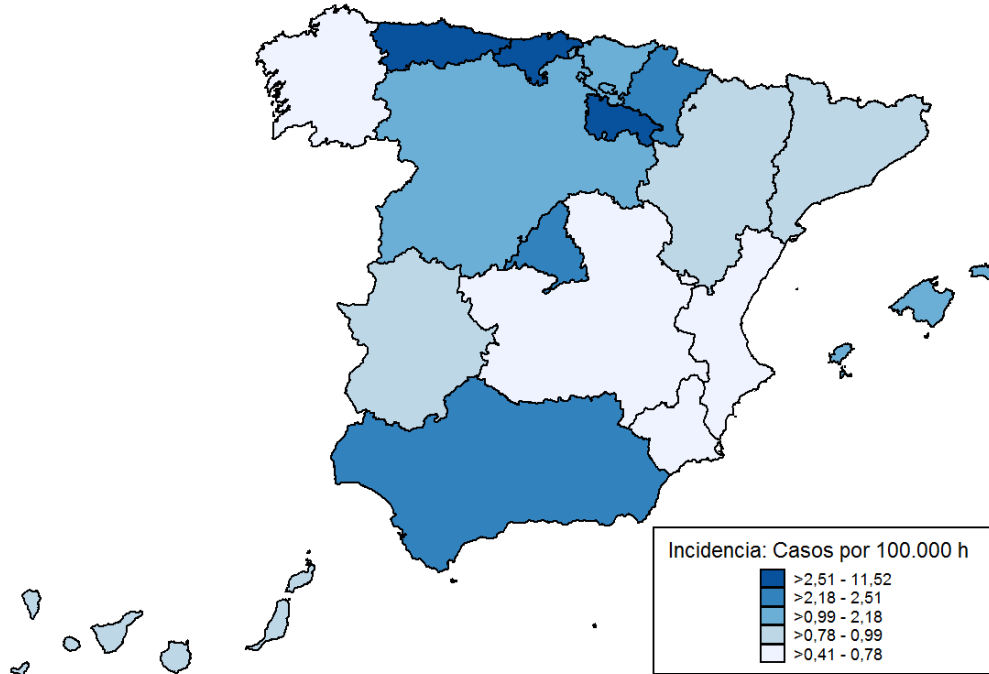 Incidencia: Casos por 100.000 h
>2,51 - 11,52
>2,18 - 2,51
>0,99 - 2,18
>0,78 - 0,99
>0,41 - 0,78